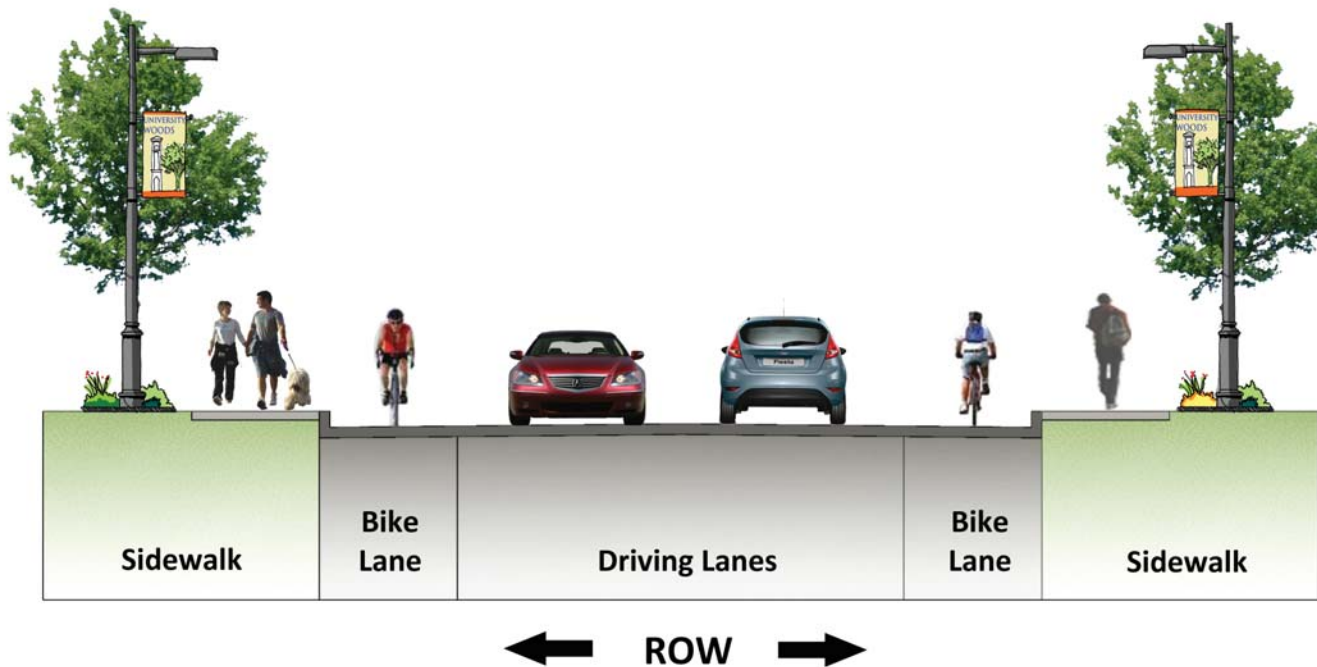 UNIVERSITY
WOODS
UNIVERSITY
WOODS
Fiesta
Sidewalk
Bike
Lane
Driving Lanes
Bike
Lane
Sidewalk
ROW